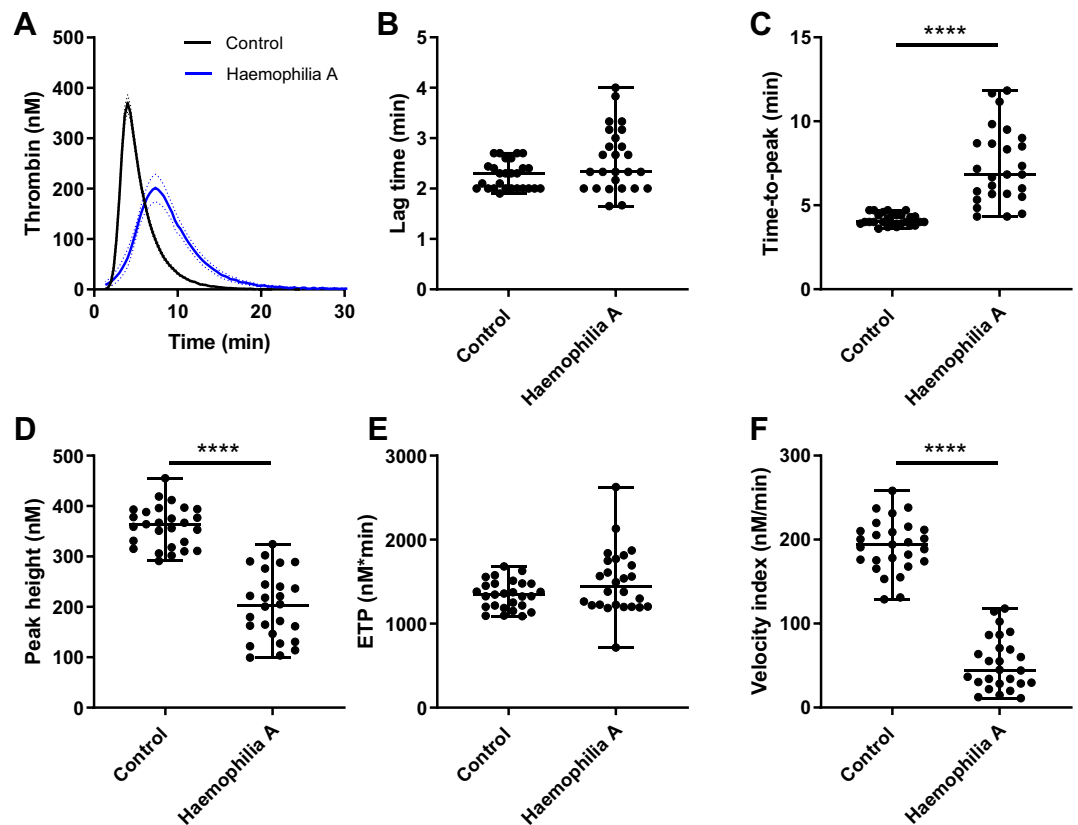 A
Thrombin (nM)
500
400
300
200
100
0
0 10 20 30
Time (min)
Control
Haemophilia A
B
Lag time (min)
5
4
3
2
1
0
Control
Haemophilia A
C
Time-to-peak (min)
15
10
5
0
****
Control
Haemophilia A
D
Peak height (nM)
500
400
300
200
100
0
****
Control
Haemophilia A
E
ETP (nM*min)
3000
2000
1000
0
Control
Haemophilia A
F
Velocity index (nM/min)
300
200
100
0
****
Control
Haemophilia A